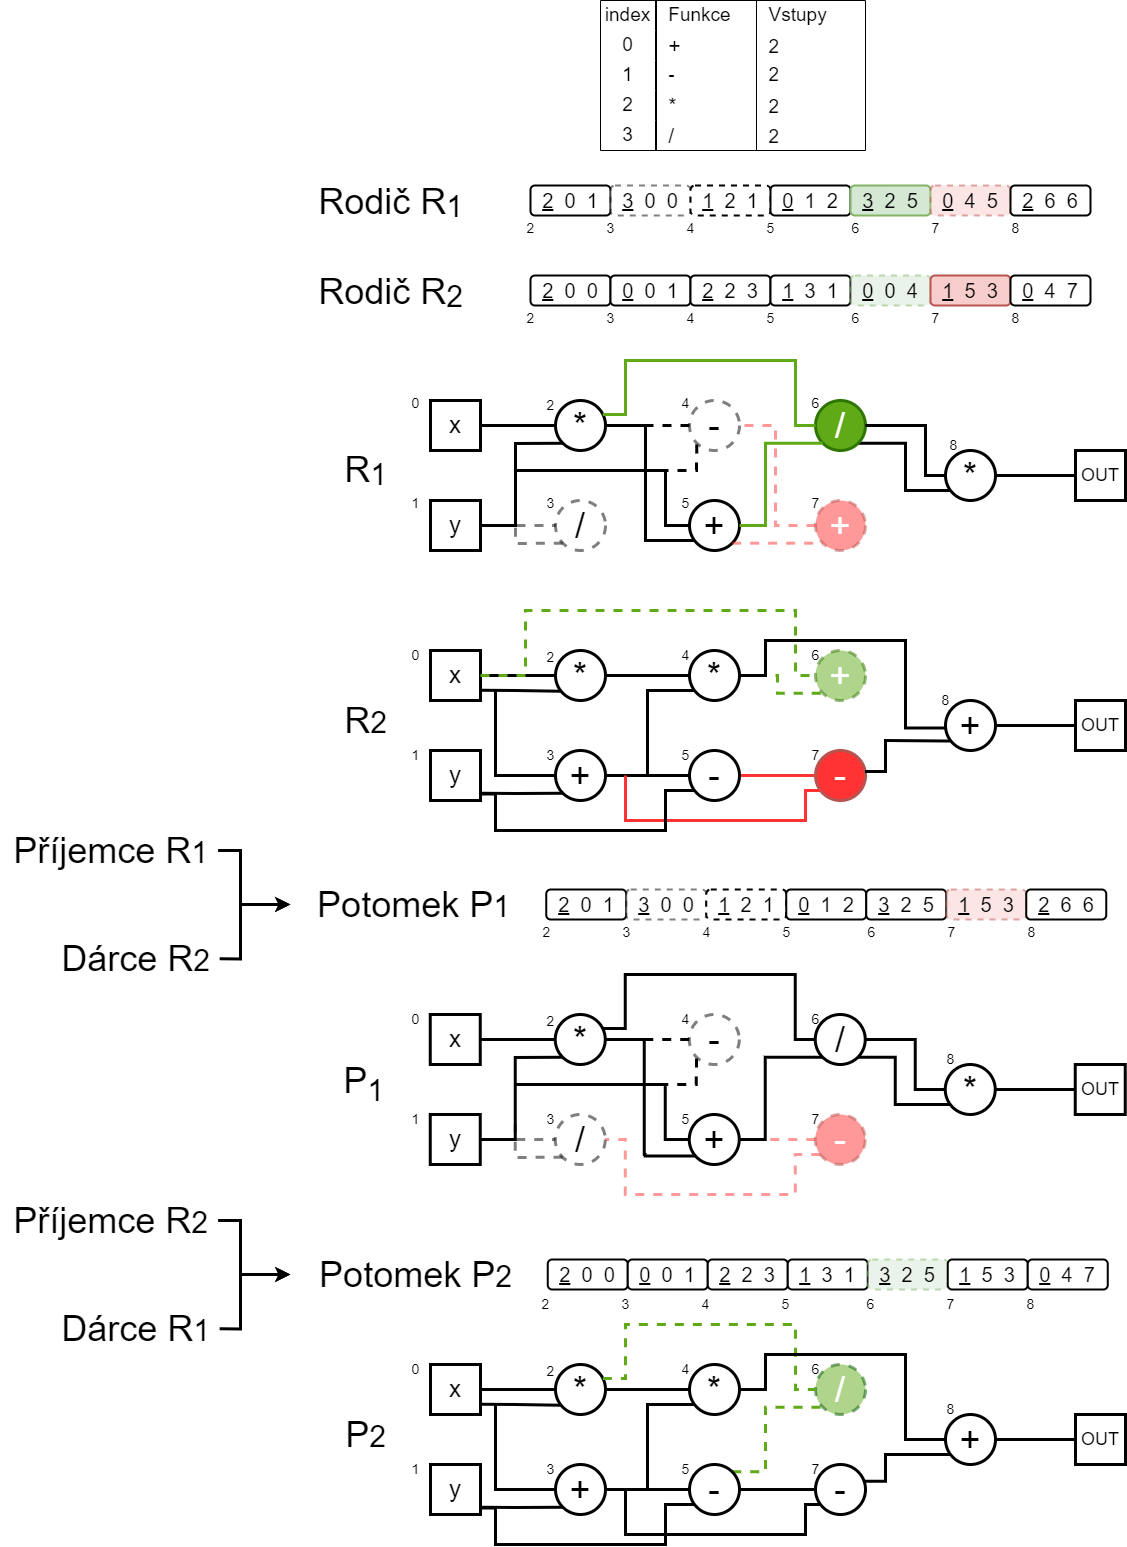 index Funkce Vstupy
0 + 2
1 - 2
2 * 2
3 / 2
Rodič R1 2 0 1 3 0 0 1 2 1 0 1 2 3 2 5 0 4 5 2 6 6
2 3 4 5 6 7 8
Rodič R2 2 0 0 0 0 1 2 2 3 1 3 1 0 0 4 1 5 3 0 4 7
2 3 4 5 6 7 8
0 2 4 6
x * - /
8
R1 * OUT
1 3 5 7
y / + +
0 2 4 6
x * * +
8
R2 + OUT
1 3 5 7
y + - -
Příjemce R1
Potomek P1 2 0 1 3 0 0 1 2 1 0 1 2 3 2 5 1 5 3 2 6 6
2 3 4 5 6 7 8
Dárce R2
0 2 4 6
x * - /
8
P1 * OUT
1 3 5 7
y / + -
Příjemce R2
Potomek P2 2 0 0 0 0 1 2 2 3 1 3 1 3 2 5 1 5 3 0 4 7
2 3 4 5 6 7 8
Dárce R1
0 2 4 6
x * * /
8
P2 + OUT
1 3 5 7
y + - -